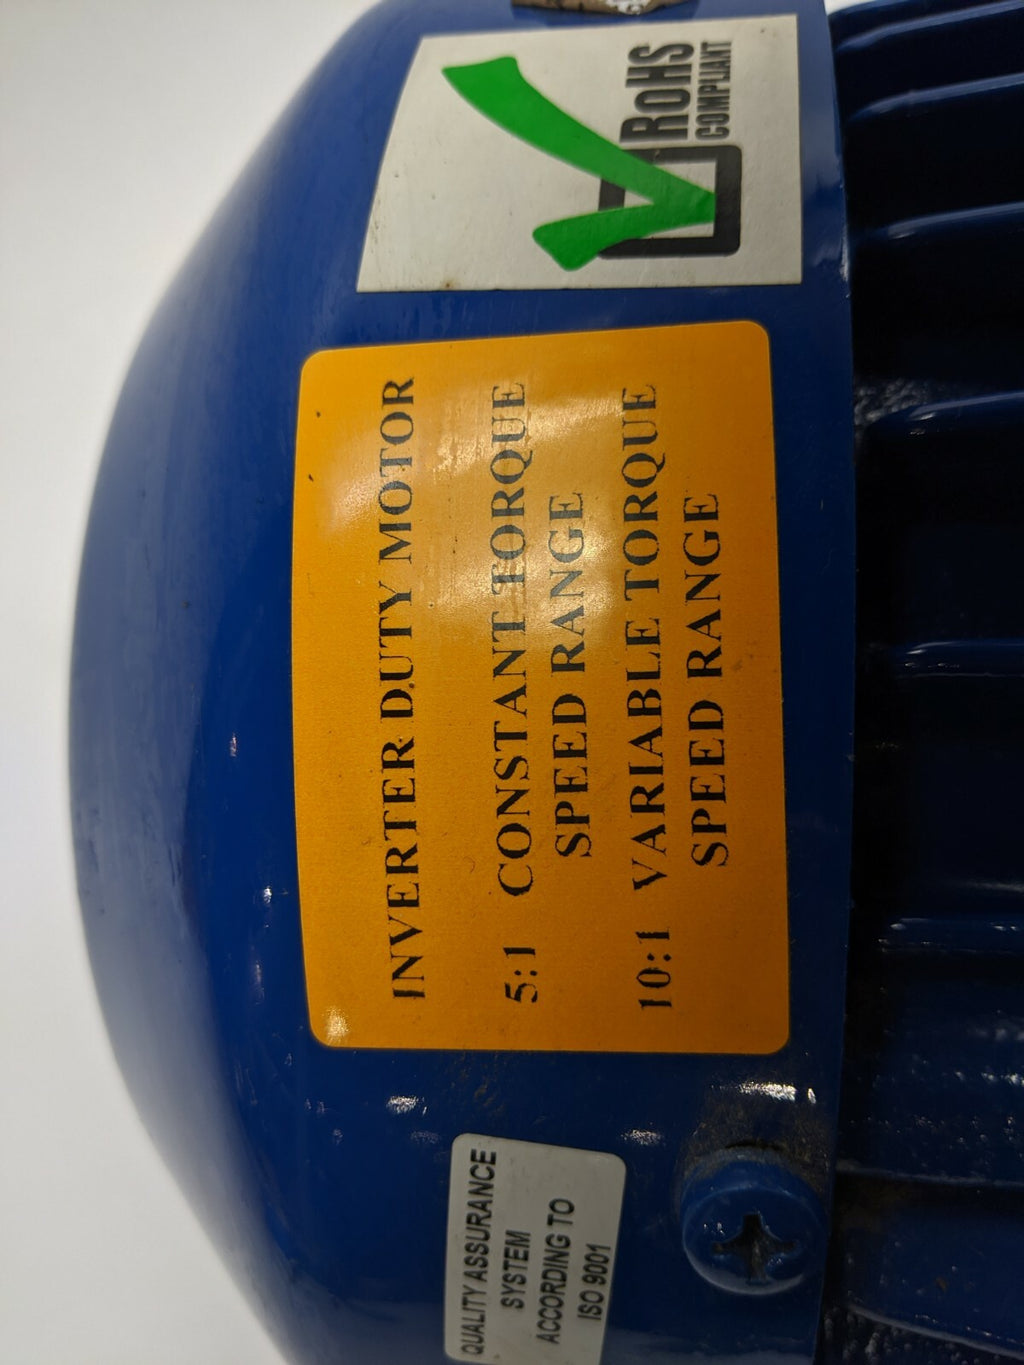 RoHS
COMPLIANT
INVERTER DUTY MOTOR
5:1 CONSTANT TORQUE
SPEED RANGE
10:1 VARIABLE TORQUE
SPEED RANGE
QUALITY ASSURANCE
SYSTEM
ACCORDING TO
ISO 9001